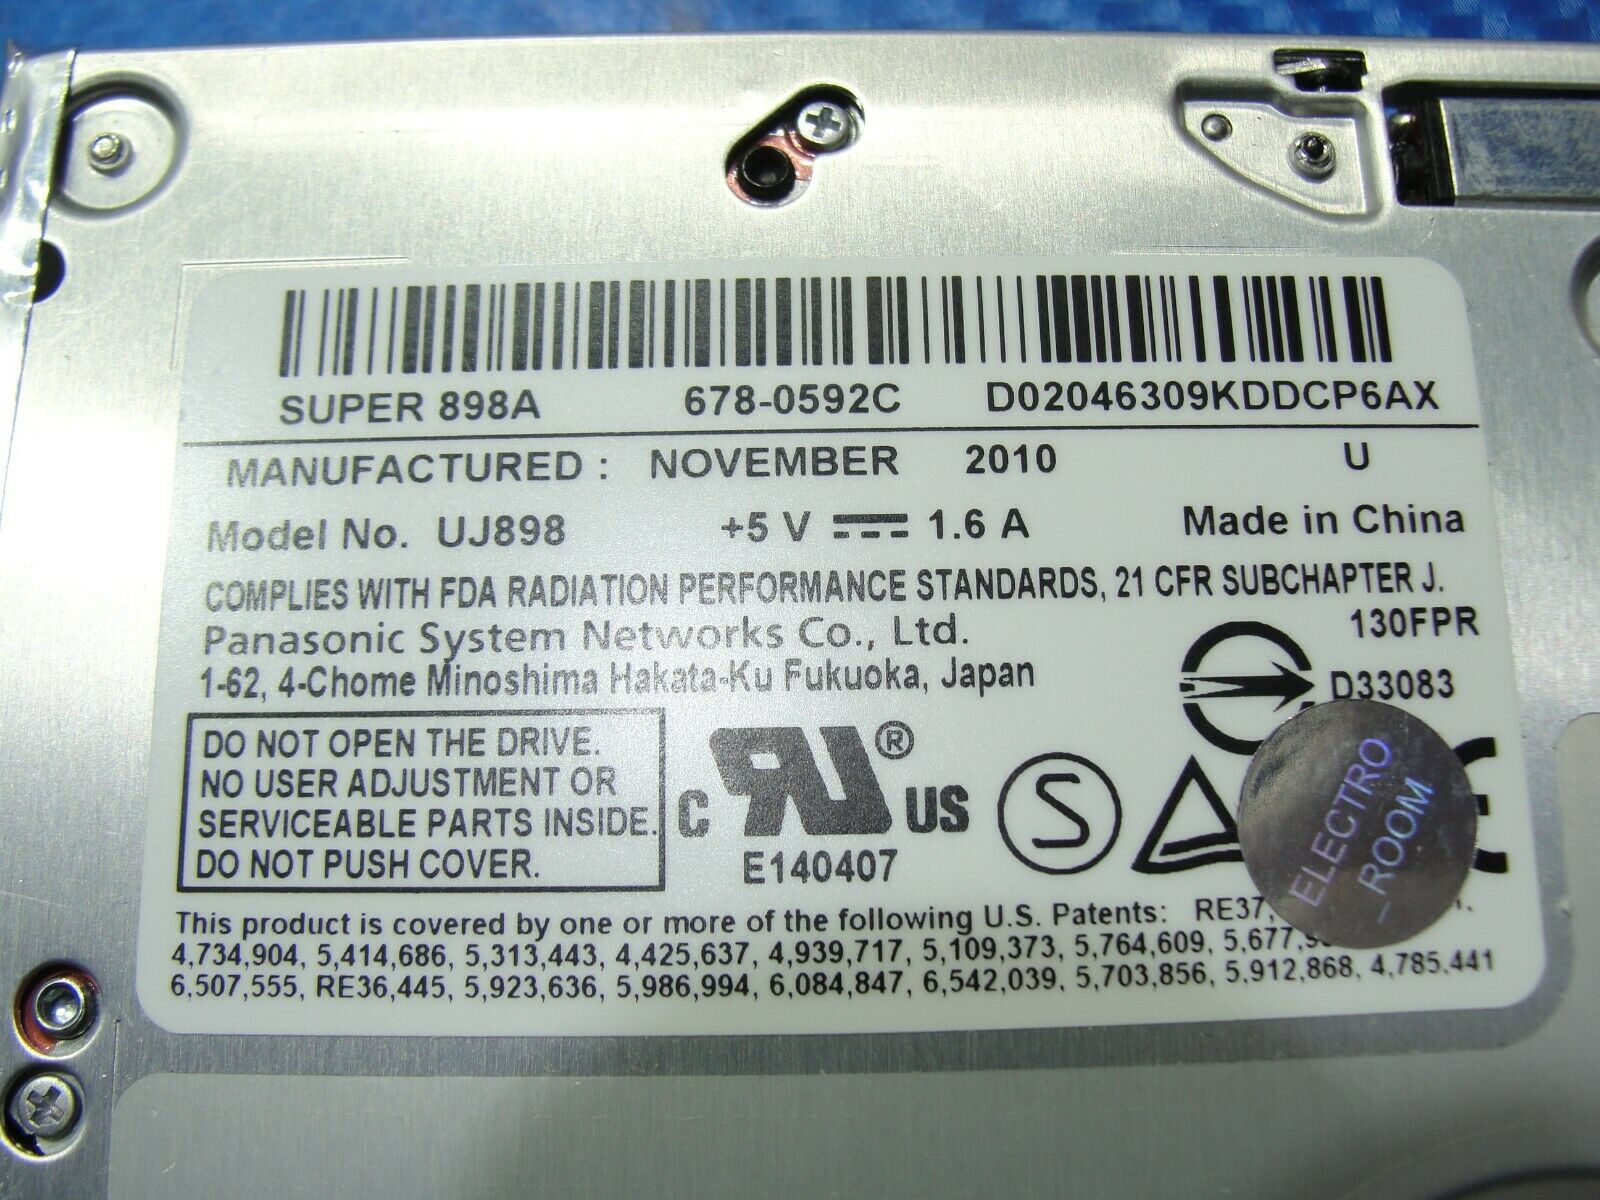 SUPER 898A 678-0592C D02046309KDDCP6AX
MANUFACTURED : NOVEMBER 2010 U
Model No. UJ898 +5 V 1.6 A Made in China
COMPLIES WITH FDA RADIATION PERFORMANCE STANDARDS, 21 CFR SUBCHAPTER J.
Panasonic System Networks Co., Ltd.
130FPR
1-62, 4-Chome Minoshima Hakata-Ku Fukuoka, Japan
D33083
DO NOT OPEN THE DRIVE.
NO USER ADJUSTMENT OR
SERVICEABLE PARTS INSIDE.
DO NOT PUSH COVER.
C RU ® US
E140407
S
ELECTRO
_ROOM
This product is covered by one or more of the following U.S. Patents:
4,734,904, 5,414,686, 5,313,443, 4,425,637, 4,939,717, 5,109,373, 5,764,609,
6,507,555, RE36,445, 5,923,636, 5,986,994, 6,084,847, 6,542,039, 5,703,856, 5,912,868, 4,785,441